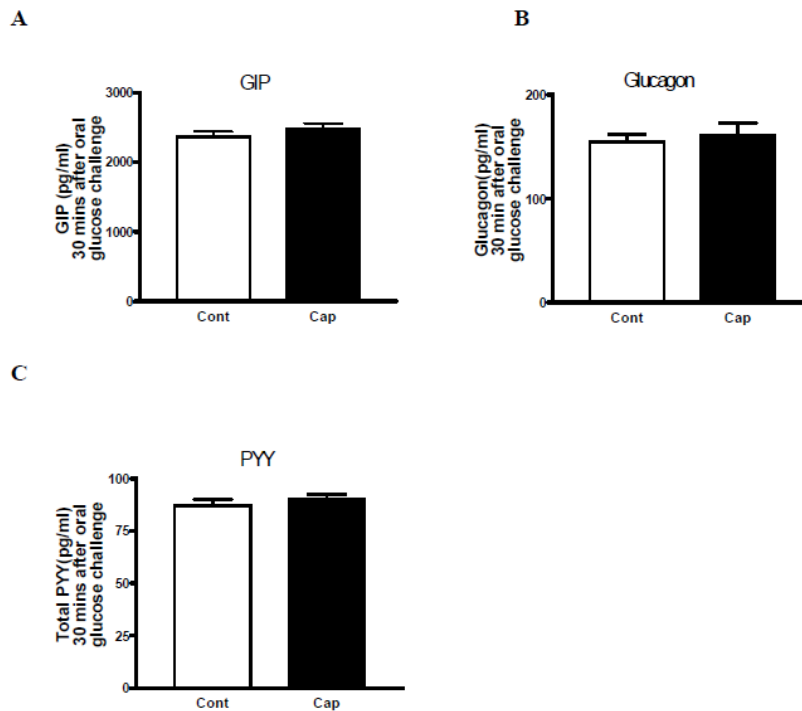 A
GIP
GIP (pg/ml)
30 mins after oral
glucose challenge
3000
2000
1000
0
Cont Cap
B
Glucagon
Glucagon(pg/ml)
30 min after oral
glucose challenge
200
100
0
Cont Cap
C
PYY
Total PYY(pg/ml)
30 mins after oral
glucose challenge
100
75
50
25
0
Cont Cap